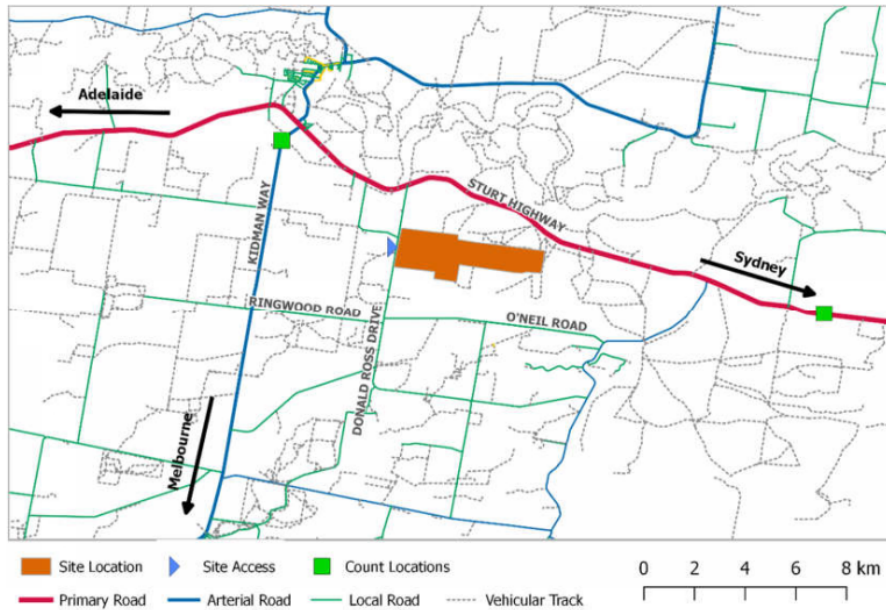 Adelaide
STURT HIGHWAY
KIDMAN WAY
Sydney
RINGWOOD ROAD
O'NEIL ROAD
DONALD ROSS DRIVE
Melbourne
Site Location
Site Access
Count Locations
0 2 4 6 8 km
Primary Road
Arterial Road
Local Road
Vehicular Track